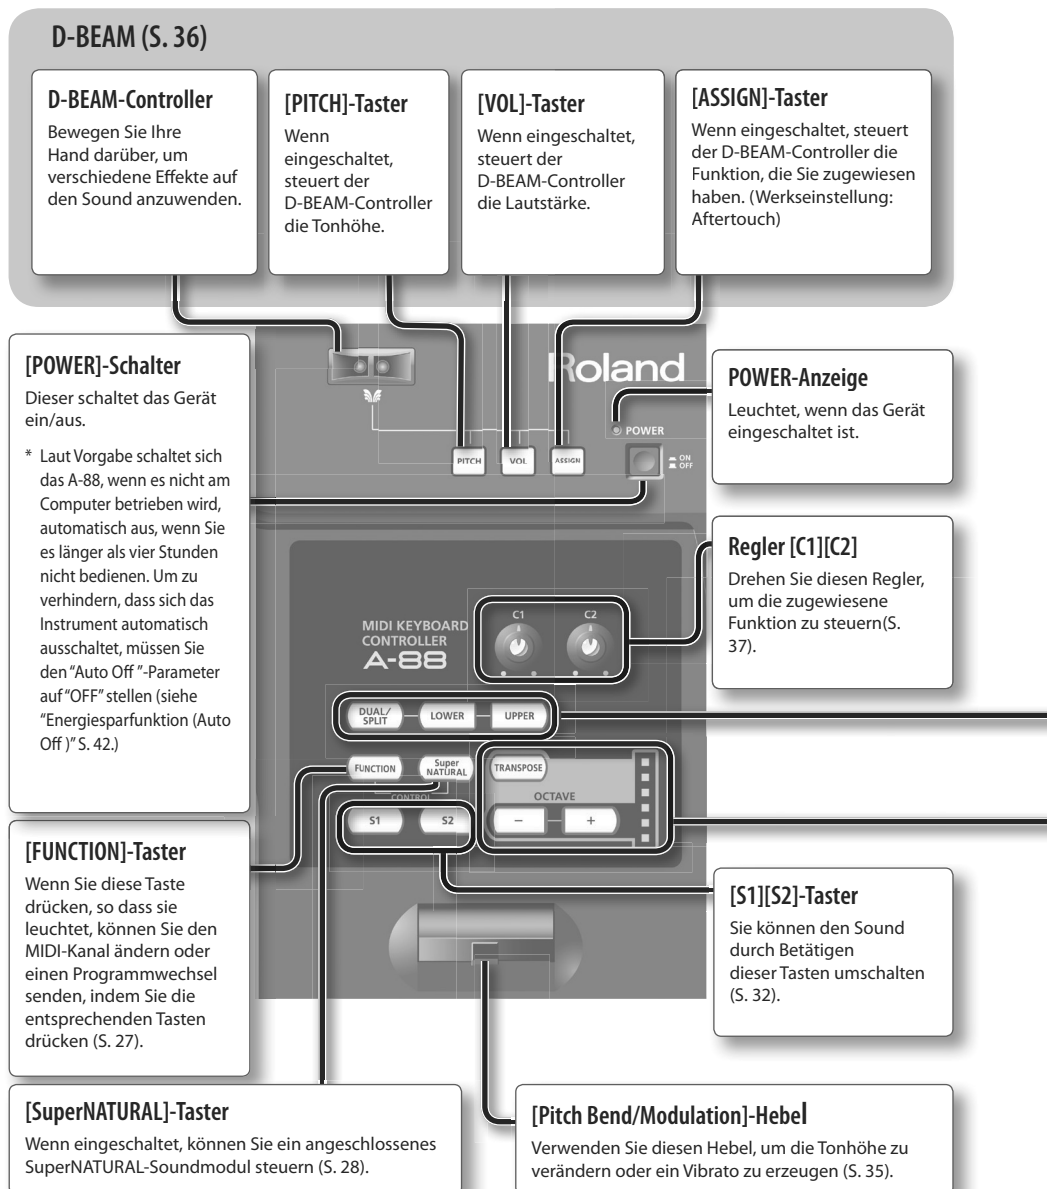 D-BEAM (S. 36)
D-BEAM-Controller
Bewegen Sie Ihre
Hand darüber, um
verschiedene Effekte auf
den Sound anzuwenden.
[PITCH]-Taster
Wenn
eingeschaltet,
steuert der
D-BEAM-Controller
die Tonhöhe.
[VOL]-Taster
Wenn eingeschaltet,
steuert der
D-BEAM-Controller
die Lautstärke.
[ASSIGN]-Taster
Wenn eingeschaltet, steuert
der D-BEAM-Controller die
Funktion, die Sie zugewiesen
haben. (Werkseinstellung:
Aftertouch)
[POWER]-Schalter
Dieser schaltet das Gerät
ein/aus.
* Laut Vorgabe schaltet sich
das A-88, wenn es nicht am
Computer betrieben wird,
automatisch aus, wenn Sie
es länger als vier Stunden
nicht bedienen. Um zu
verhindern, dass sich das
Instrument automatisch
ausschaltet, müssen Sie
den "Auto Off "-Parameter
auf "OFF" stellen (siehe
"Energiesparfunktion (Auto
Off )" S. 42.)
Roland
POWER
PITCH
VOL
ASSIGN
ON
OFF
POWER-Anzeige
Leuchtet, wenn das Gerät
eingeschaltet ist.
Regler [C1][C2]
Drehen Sie diesen Regler,
um die zugewiesene
Funktion zu steuern(S.
37).
MIDI KEYBOARD
CONTROLLER
A-88
C1
C2
DUAL/
SPLIT
LOWER
UPPER
FUNCTION
Super
NATURAL
CONTROL
S1
S2
TRANSPOSE
OCTAVE
−
+
[FUNCTION]-Taster
Wenn Sie diese Taste
drücken, so dass sie
leuchtet, können Sie den
MIDI-Kanal ändern oder
einen Programmwechsel
senden, indem Sie die
entsprechenden Tasten
drücken (S. 27).
[S1][S2]-Taster
Sie können den Sound
durch Betätigen
dieser Tasten umschalten
(S. 32).
[SuperNATURAL]-Taster
Wenn eingeschaltet, können Sie ein angeschlossenes
SuperNATURAL-Soundmodul steuern (S. 28).
[Pitch Bend/Modulation]-Hebel
Verwenden Sie diesen Hebel, um die Tonhöhe zu
verändern oder ein Vibrato zu erzeugen (S. 35).